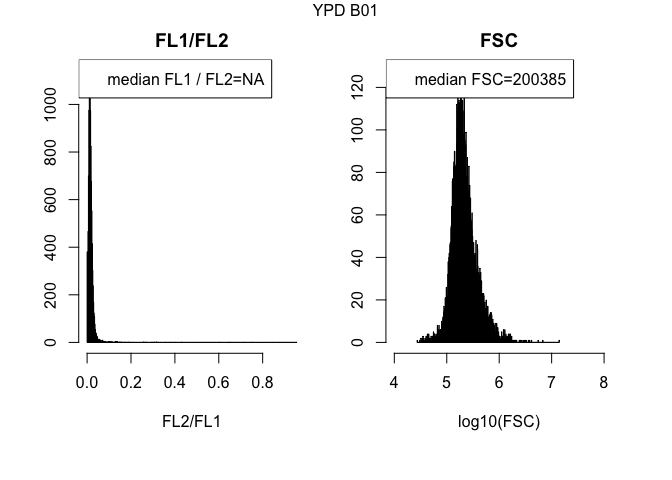 YPD B01
FL1/FL2
median FL1 / FL2=NA
0
200
400
600
800
1000
0.0 0.2 0.4 0.6 0.8
FL2/FL1
FSC
median FSC=200385
0
20
40
60
80
100
120
4 5 6 7 8
log10(FSC)